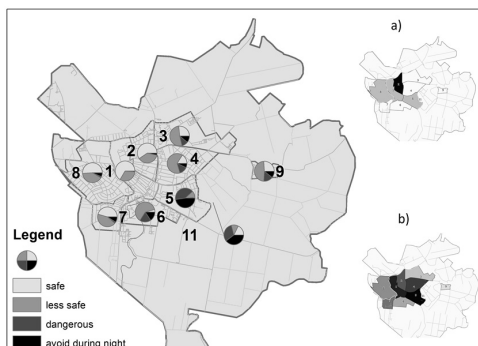 a)
3
2
4
8
1
9
5
7
6
11
b)
Legend
safe
less safe
dangerous
avoid during night